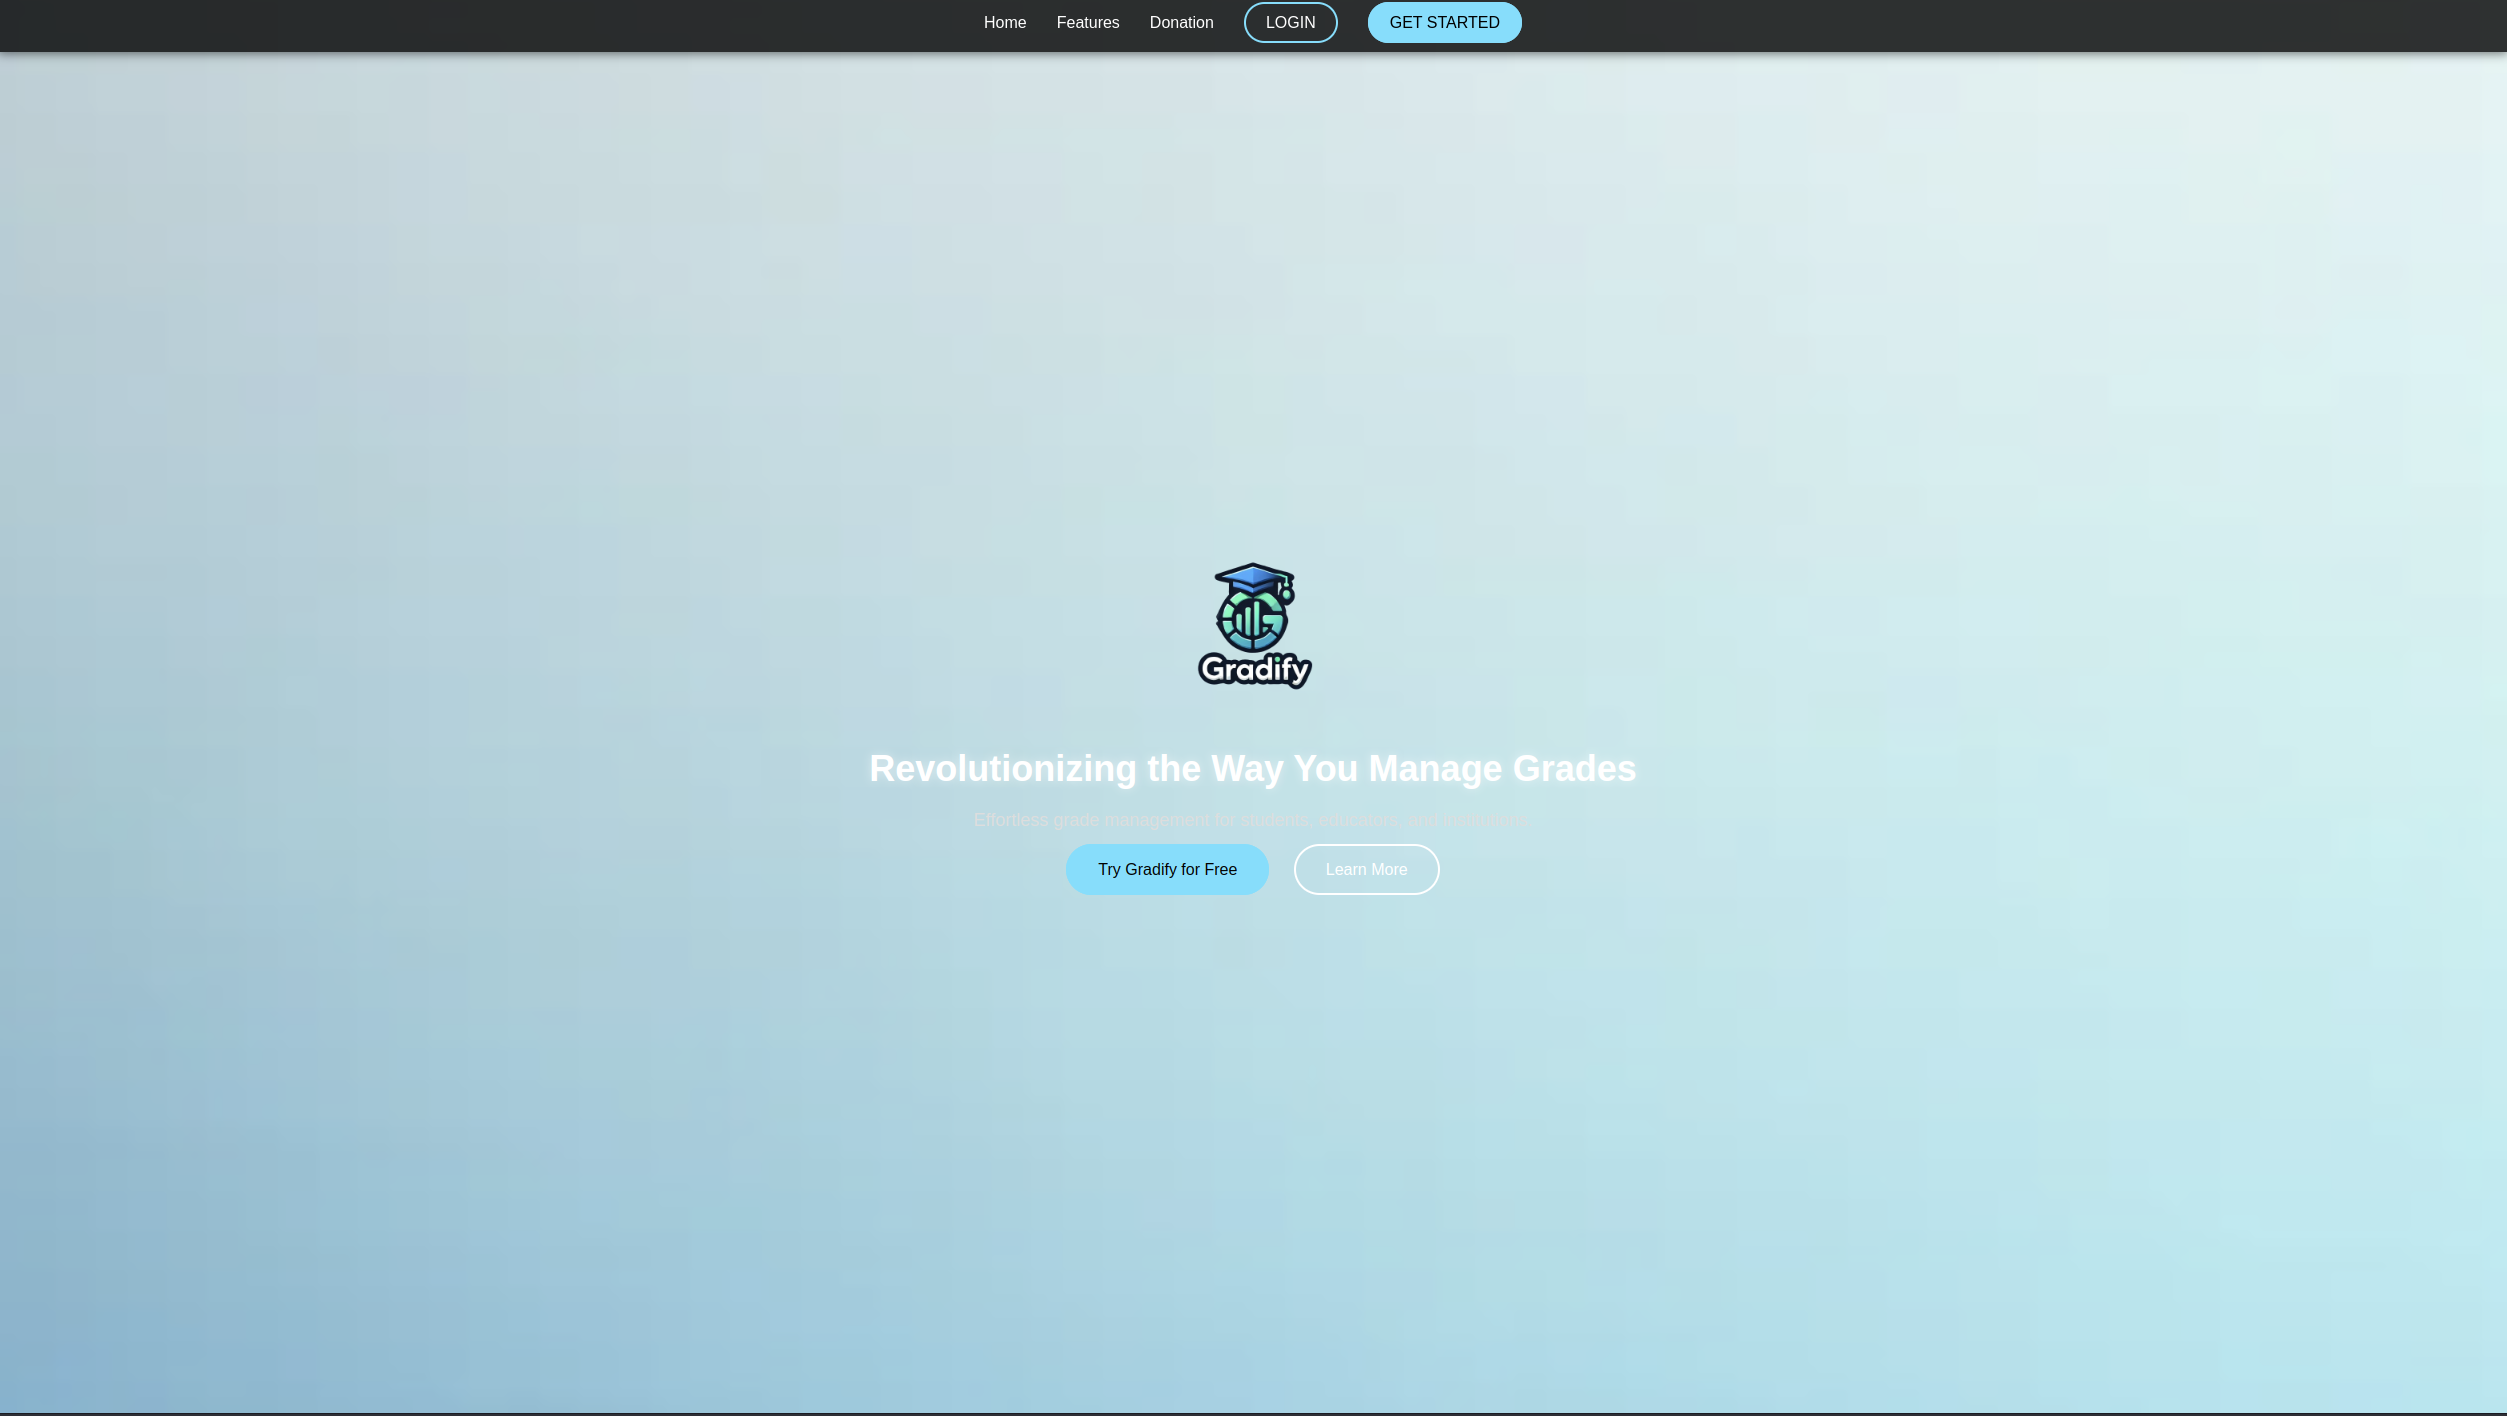 Home Features Donation LOGIN GET STARTED
Gradify
Revolutionizing the Way You Manage Grades
Effortless grade management for students, educators, and
Try Gradify for Free Learn More